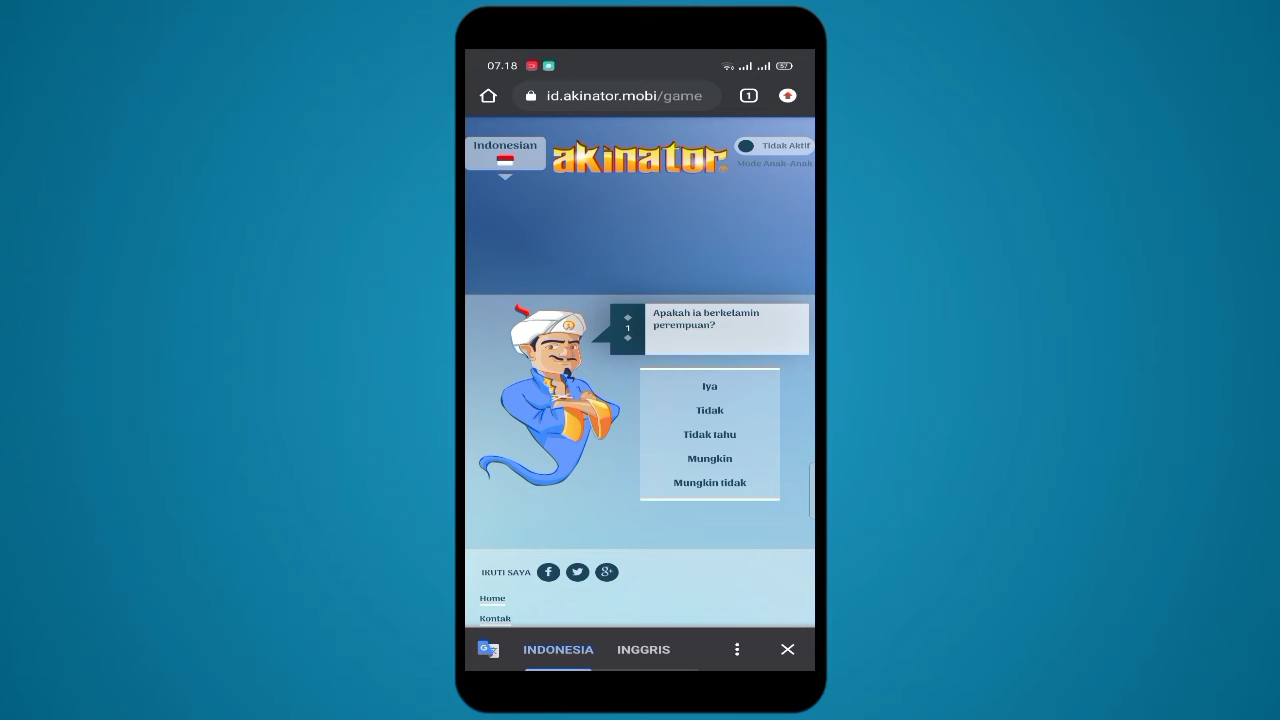 07.18
67
id.akinator.mobi/game
1
Indonesian
akinator
Tidak Aktif
Mode Anak-Anak
1
Apakah ia berkelamin
perempuan?
Iya
Tidak
Tidak tahu
Mungkin
Mungkin tidak
IKUTI SAYA
Home
Kontak
INDONESIA INGGRIS